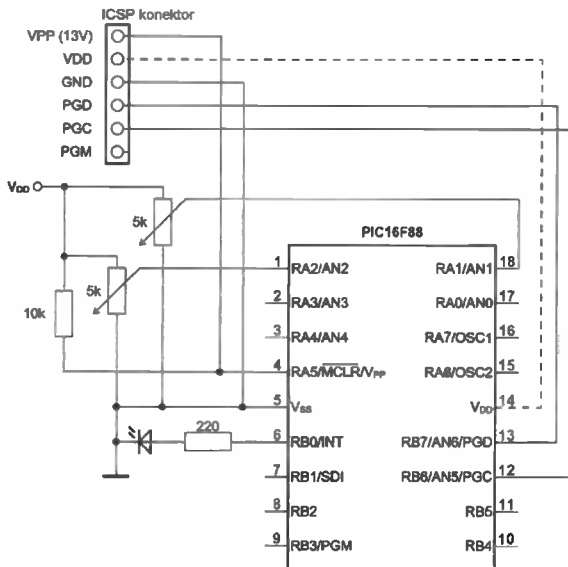 ICSP konektor
VPP (13V)
VDD
GND
PGD
PGC
PGM
VDD
5k
5k
10k
220
PIC16F88
1 RA2/AN2 RA1/AN1 18
2 RA3/AN3 RA0/AN0 17
3 RA4/AN4 RA7/OSC1 16
4 RA5/MCLR/VPP RA6/OSC2 15
5 VSS VDD 14
6 RB0/INT RB7/AN6/PGD 13
7 RB1/SDI RB6/AN5/PGC 12
8 RB2 RB5 11
9 RB3/PGM RB4 10